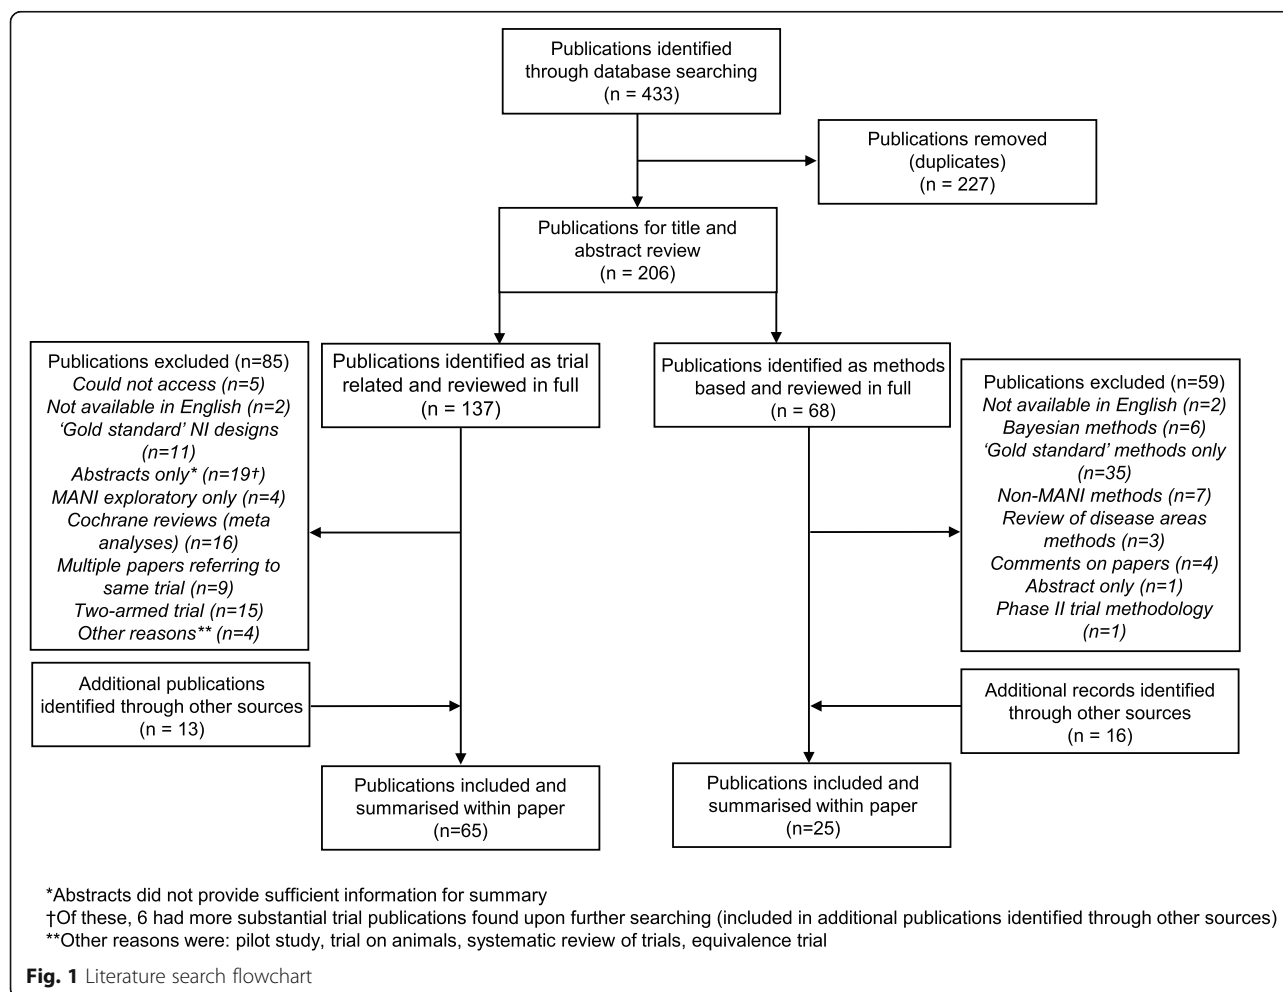 Publications identified
through database searching
(n = 433)
Publications removed
(duplicates)
(n = 227)
Publications for title and
abstract review
(n = 206)
Publications excluded (n=85)
Could not access (n=5)
Not available in English (n=2)
‘Gold standard’ NI designs
(n=11)
Abstracts only* (n=19†)
MANI exploratory only (n=4)
Cochrane reviews (meta
analyses) (n=16)
Multiple papers referring to
same trial (n=9)
Two-armed trial (n=15)
Other reasons** (n=4)
Publications identified as trial
related and reviewed in full
(n = 137)
Publications identified as methods
based and reviewed in full
(n = 68)
Publications excluded (n=59)
Not available in English (n=2)
Bayesian methods (n=6)
‘Gold standard’ methods only
(n=35)
Non-MANI methods (n=7)
Review of disease areas
methods (n=3)
Comments on papers (n=4)
Abstract only (n=1)
Phase II trial methodology
(n=1)
Additional publications
identified through other sources
(n = 13)
Additional records identified
through other sources
(n = 16)
Publications included and
summarised within paper
(n=65)
Publications included and
summarised within paper
(n=25)
*Abstracts did not provide sufficient information for summary
†Of these, 6 had more substantial trial publications found upon further searching (included in additional publications identified through other sources)
**Other reasons were: pilot study, trial on animals, systematic review of trials, equivalence trial
Fig. 1 Literature search flowchart